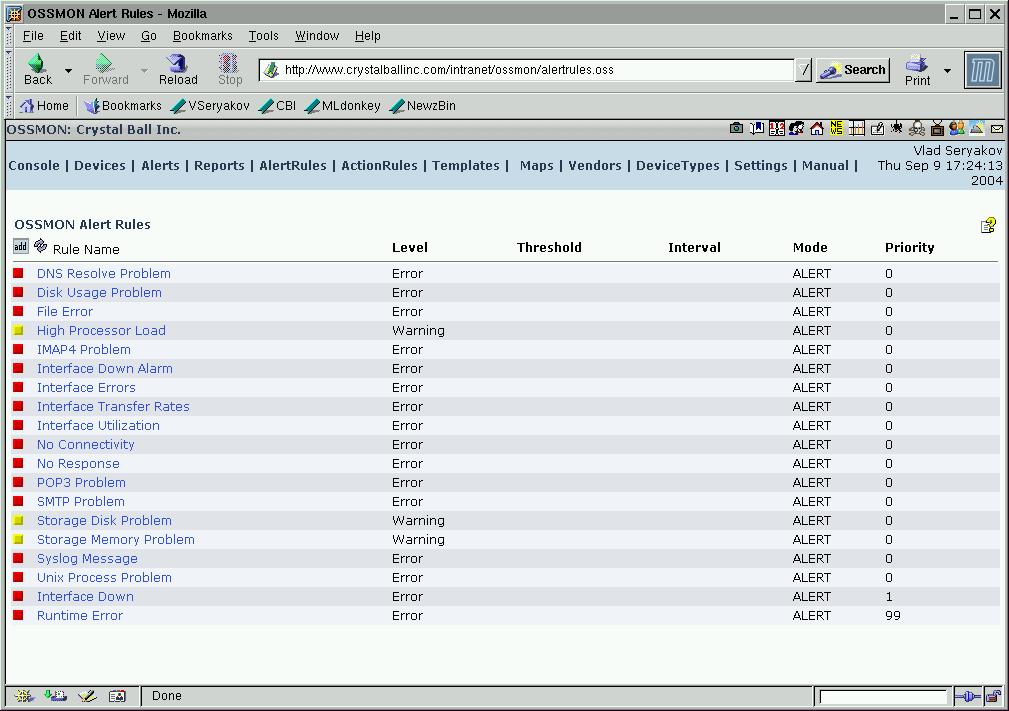 OSSMON Alert Rules - Mozilla
File Edit View Go Bookmarks Tools Window Help
Back Forward Reload Stop http://www.crystalballinc.com/intranet/ossmon/alertrules.oss Search Print
Home Bookmarks VSeryakov CBI MLdonkey NewzBin
OSSMON: Crystal Ball Inc.
Vlad Seryakov
Console | Devices | Alerts | Reports | AlertRules | ActionRules | Templates | Maps | Vendors | DeviceTypes | Settings | Manual | Thu Sep 9 17:24:13
2004
OSSMON Alert Rules
add Rule Name Level Threshold Interval Mode Priority
DNS Resolve Problem Error ALERT 0
Disk Usage Problem Error ALERT 0
File Error Error ALERT 0
High Processor Load Warning ALERT 0
IMAP4 Problem Error ALERT 0
Interface Down Alarm Error ALERT 0
Interface Errors Error ALERT 0
Interface Transfer Rates Error ALERT 0
Interface Utilization Error ALERT 0
No Connectivity Error ALERT 0
No Response Error ALERT 0
POP3 Problem Error ALERT 0
SMTP Problem Error ALERT 0
Storage Disk Problem Warning ALERT 0
Storage Memory Problem Warning ALERT 0
Syslog Message Error ALERT 0
Unix Process Problem Error ALERT 0
Interface Down Error ALERT 1
Runtime Error Error ALERT 99
Done